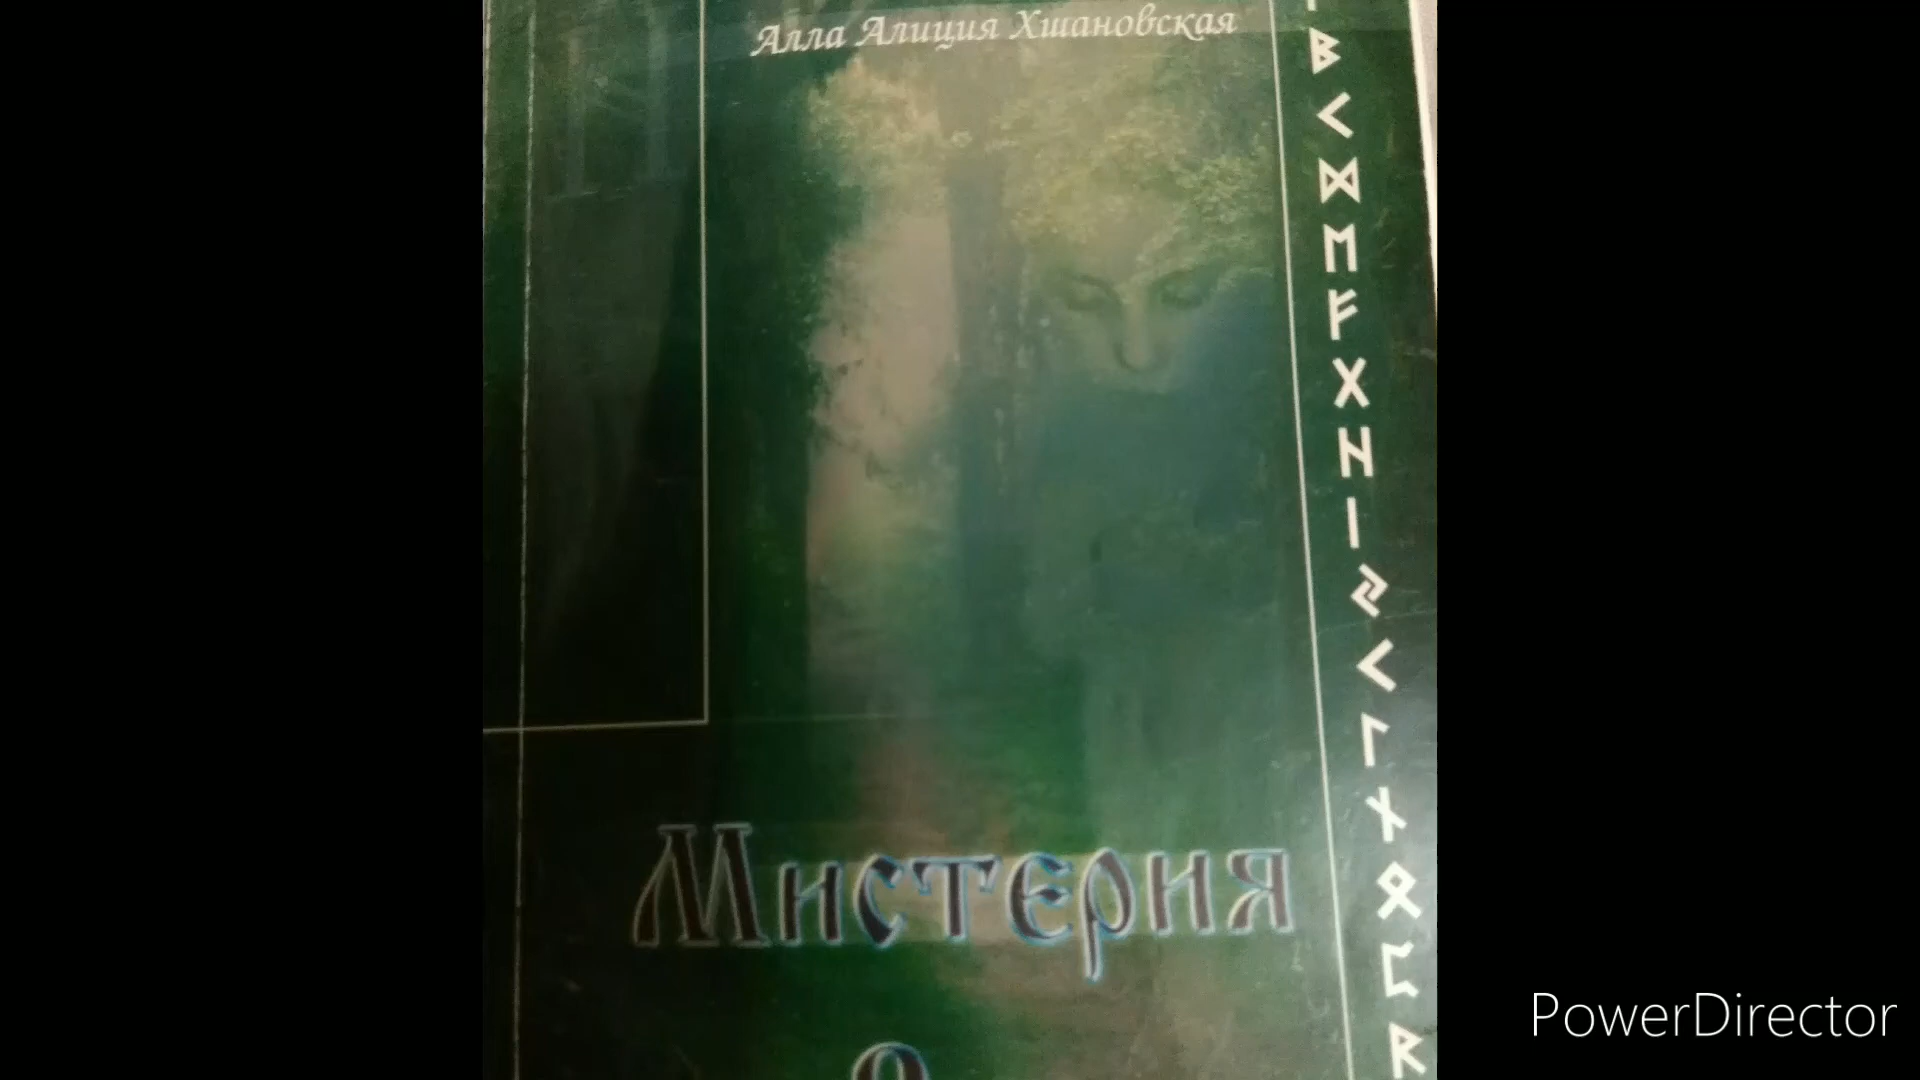 Алла Алиция Хшановская
ᛒ
ᚲ
ᛞ
ᛖ
ᚠ
ᚷ
ᚺ
ᛁ
ᛃ
ᚲ
ᛚ
ᚾ
ᛟ
ᛈ
ᚱ
Мистерия
PowerDirector